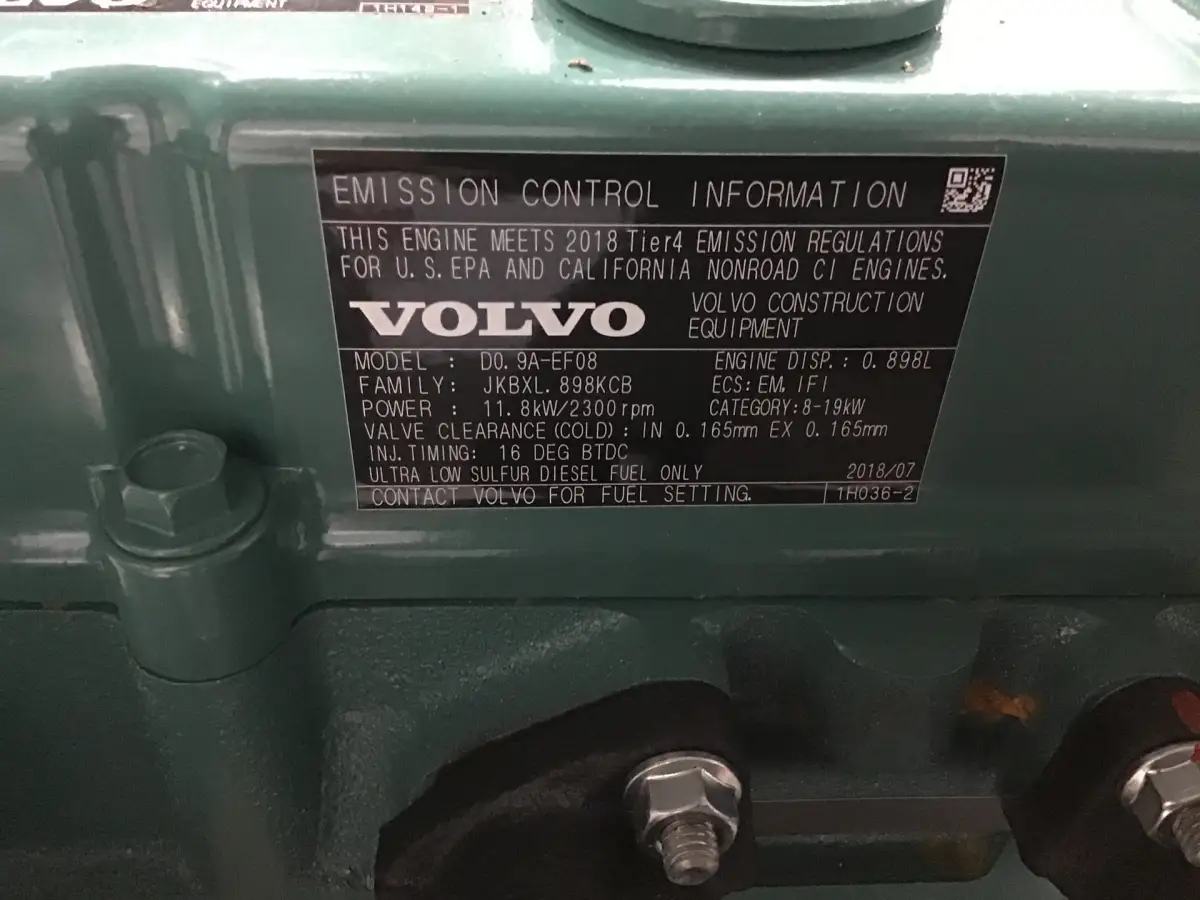 EQUIPMENT
1H148-1
EMISSION CONTROL INFORMATION
THIS ENGINE MEETS 2018 Tier4 EMISSION REGULATIONS
FOR U.S. EPA AND CALIFORNIA NONROAD CI ENGINES.
VOLVO VOLVO CONSTRUCTION
EQUIPMENT
MODEL : D0.9A-EF08 ENGINE DISP.: 0.898L
FAMILY: JKBXL.898KCB ECS: EM, IFI
POWER : 11.8kW/2300rpm CATEGORY:8-19kW
VALVE CLEARANCE(COLD): IN 0.165mm EX 0.165mm
INJ.TIMING: 16 DEG BTDC
ULTRA LOW SULFUR DIESEL FUEL ONLY 2018/07
CONTACT VOLVO FOR FUEL SETTING. 1H036-2